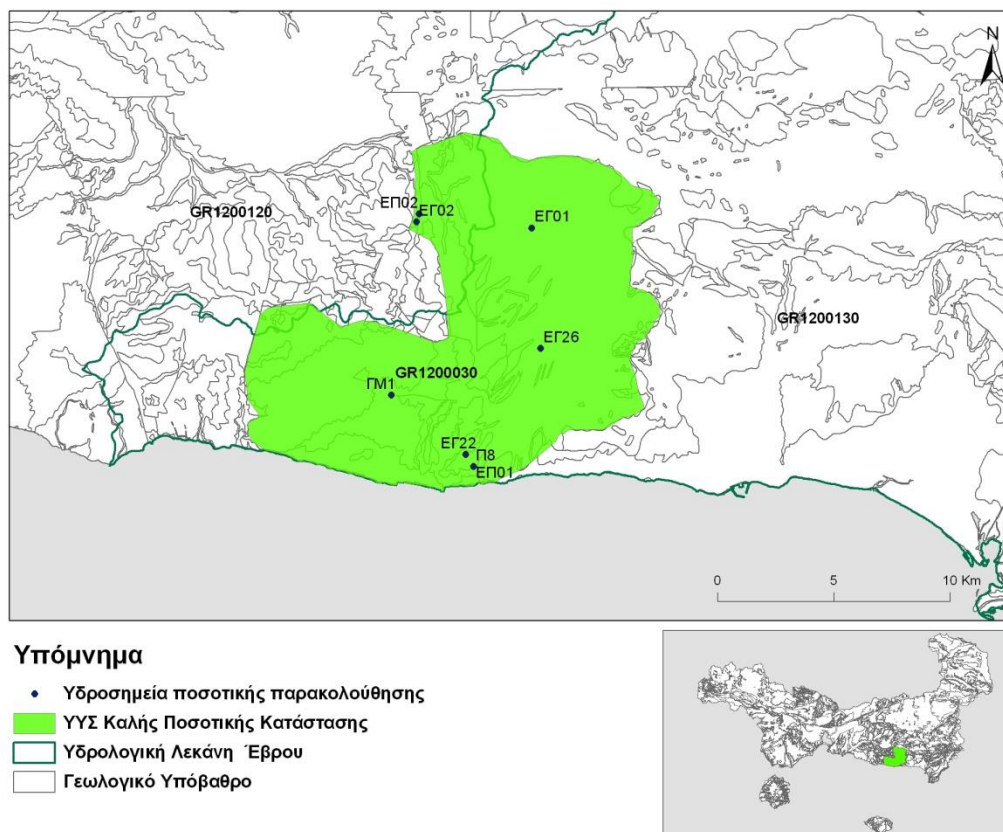 N
ΕΠ02
ΕΓ02
GR1200120
ΕΓ01
GR1200130
ΕΓ26
GR1200030
ΓΜ1
ΕΓ22
Π8
ΕΠ01
0 5 10 Km
Υπόμνημα
Υδροσημεία ποσοτικής παρακολούθησης
ΥΥΣ Καλής Ποσοτικής Κατάστασης
Υδρολογική Λεκάνη Έβρου
Γεωλογικό Υπόβαθρο